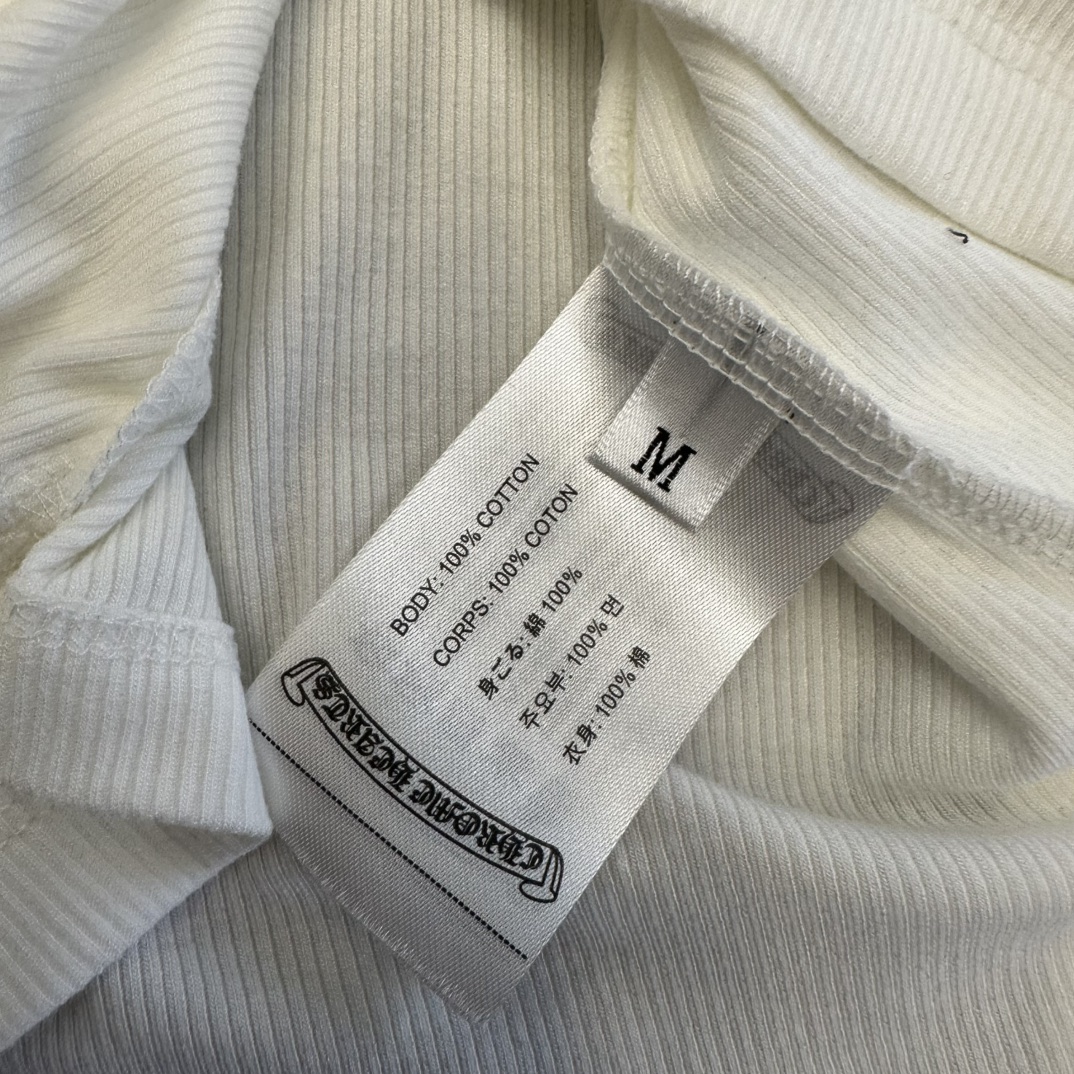 M
BODY: 100% COTTON
CORPS: 100% COTON
身ごろ: 綿 100%
주요부: 100% 면
衣身: 100% 棉
CHROME HEARTS